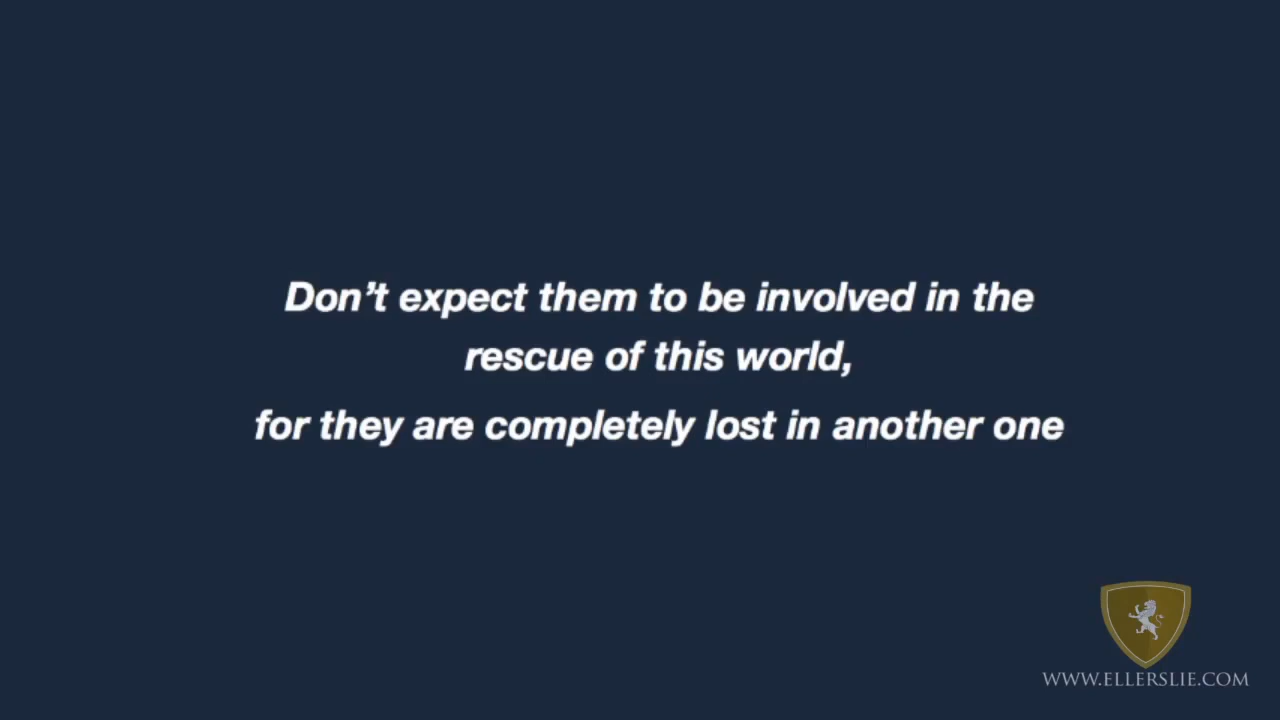 Don't expect them to be involved in the
rescue of this world,
for they are completely lost in another one
WWW.ELLERSLIE.COM